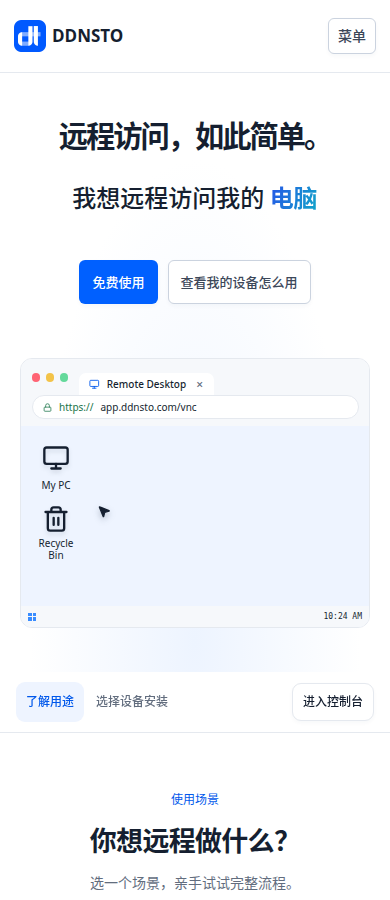 DDNSTO
菜单
远程访问，如此简单。
我想远程访问我的 电脑
免费使用
查看我的设备怎么用
Remote Desktop ×
https:// app.ddnsto.com/vnc
My PC
Recycle
Bin
10:24 AM
了解用途
选择设备安装
进入控制台
使用场景
你想远程做什么？
选一个场景，亲手试试完整流程。